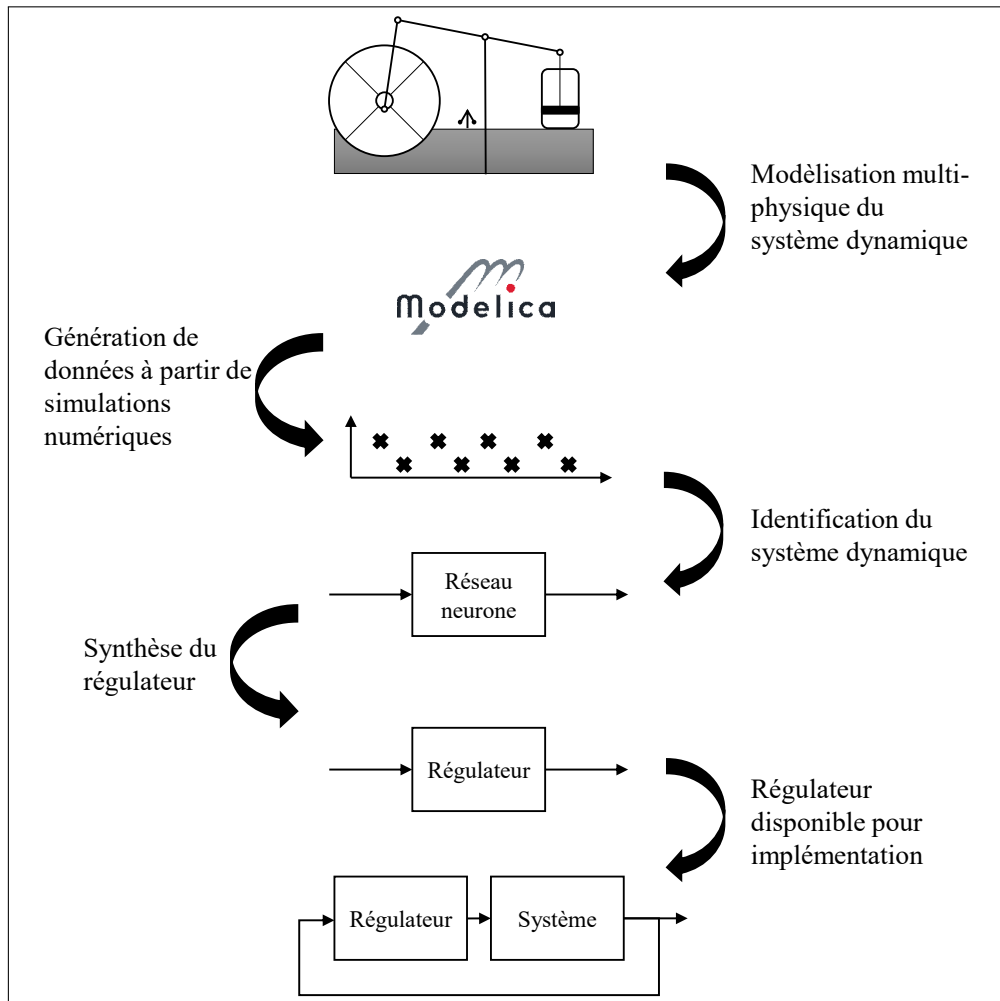 Modèlisation multi-
physique du
système dynamique
Modelica
Génération de
données à partir de
simulations
numériques
Identification du
système dynamique
Réseau
neurone
Synthèse du
régulateur
Régulateur
Régulateur
disponible pour
implémentation
Régulateur
Système